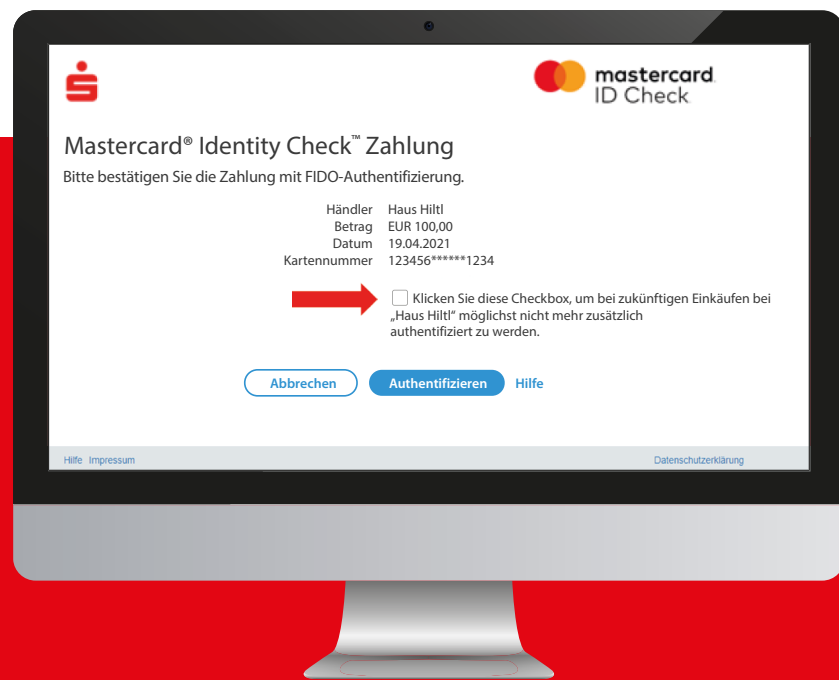 mastercard.
ID Check
Mastercard® Identity Check™ Zahlung
Bitte bestätigen Sie die Zahlung mit FIDO-Authentifizierung.
Händler Haus Hiltl
Betrag EUR 100,00
Datum 19.04.2021
Kartennummer 123456******1234
Klicken Sie diese Checkbox, um bei zukünftigen Einkäufen bei
„Haus Hiltl“ möglichst nicht mehr zusätzlich
authentifiziert zu werden.
Abbrechen Authentifizieren Hilfe
Hilfe Impressum Datenschutzerklärung